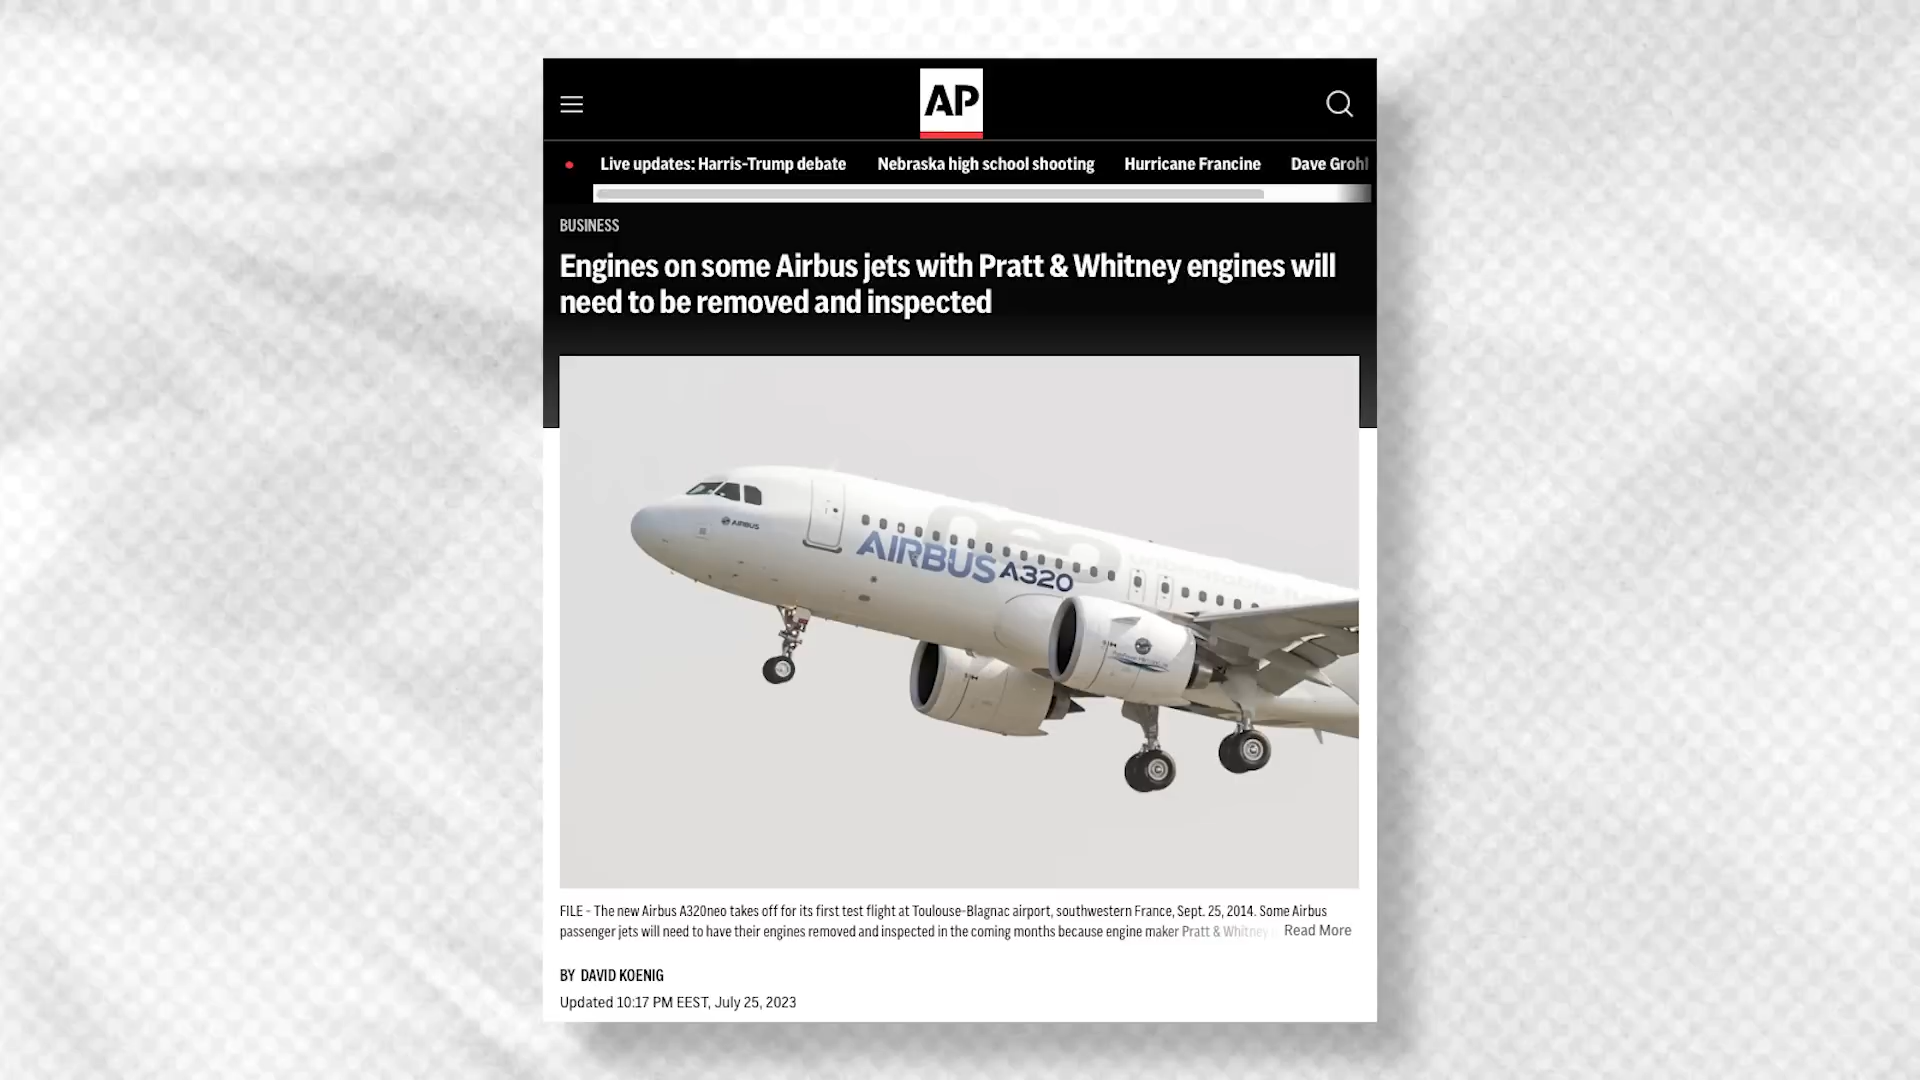 AP
Live updates: Harris-Trump debate Nebraska high school shooting Hurricane Francine Dave Grohl
BUSINESS
Engines on some Airbus jets with Pratt & Whitney engines will
need to be removed and inspected
AIRBUS
AIRBUS A320
FILE - The new Airbus A320neo takes off for its first test flight at Toulouse-Blagnac airport, southwestern France, Sept. 25, 2014. Some Airbus
passenger jets will need to have their engines removed and inspected in the coming months because engine maker Pratt & Whitney Read More
BY DAVID KOENIG
Updated 10:17 PM EEST, July 25, 2023